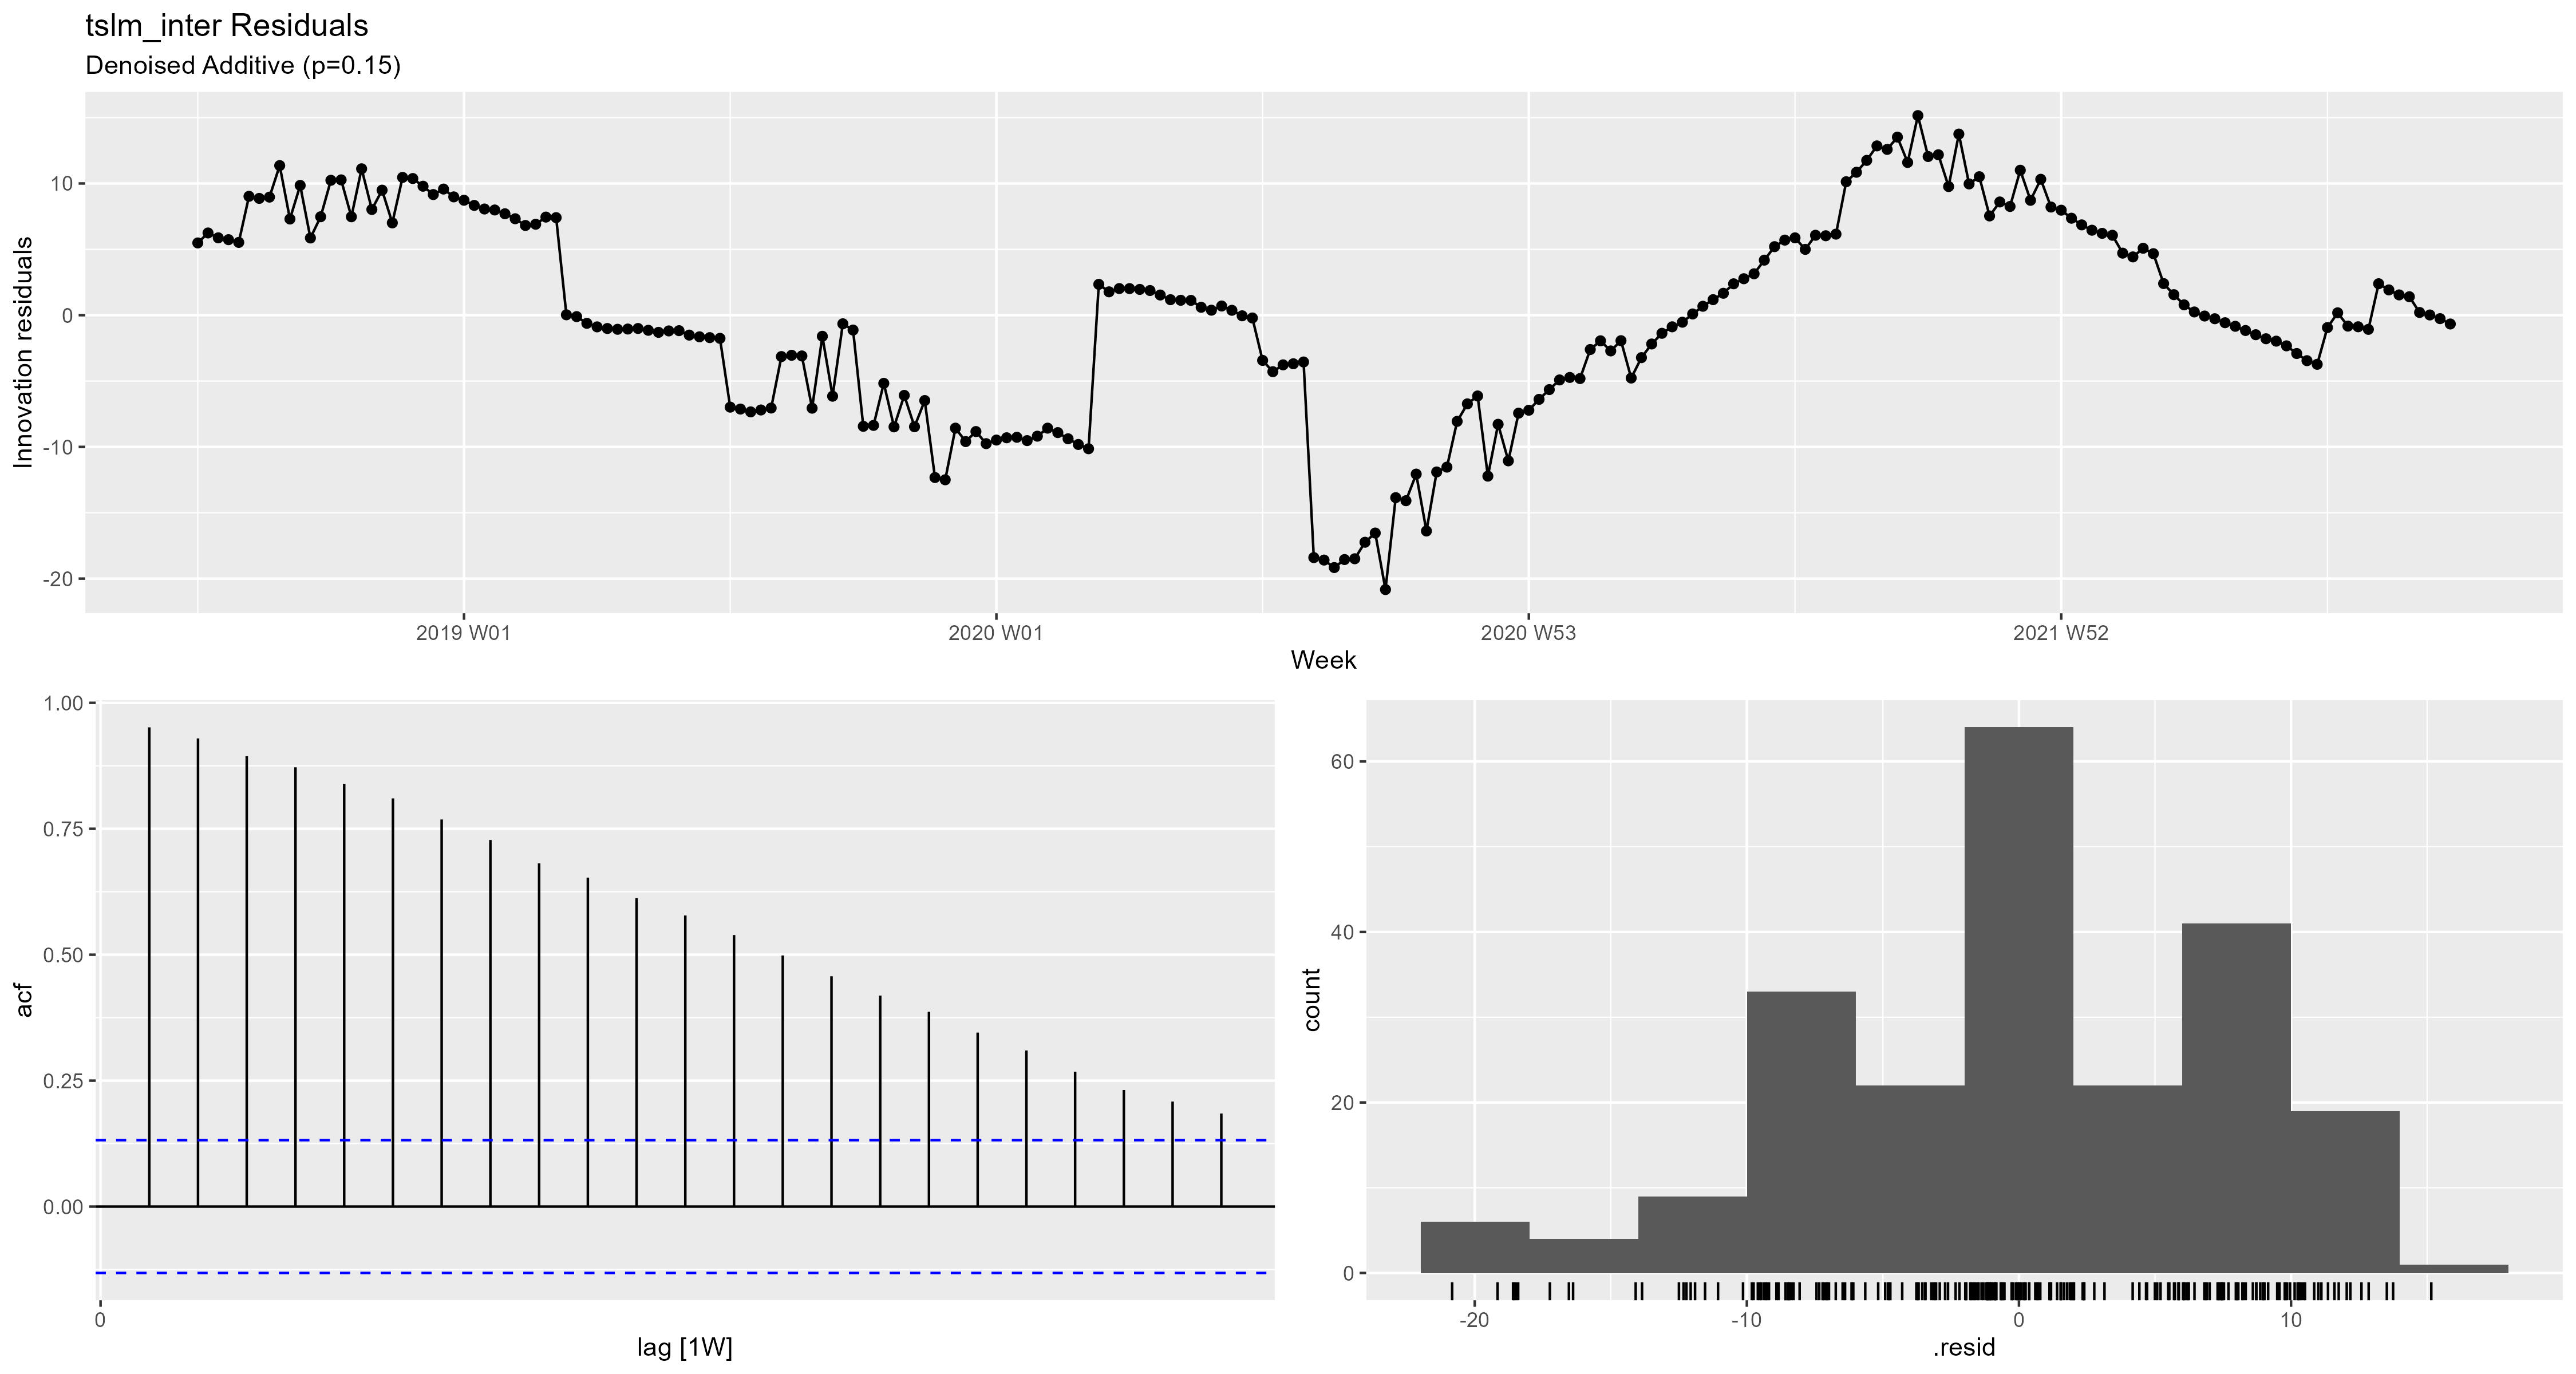 tslm_inter Residuals
Denoised Additive (p=0.15)
Innovation residuals
10
0
-10
-20
2019 W01
2020 W01
2020 W53
2021 W52
Week
acf
1.00
0.75
0.50
0.25
0.00
0
lag [1W]
count
60
40
20
0
-20
-10
0
10
.resid